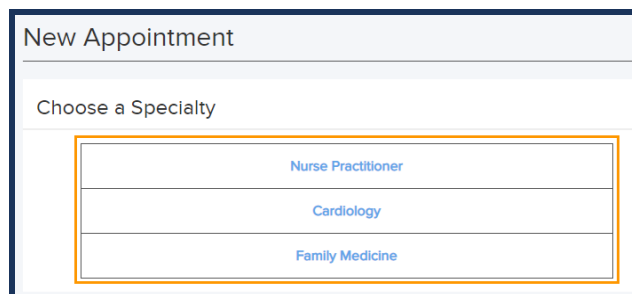 New Appointment
Choose a Specialty
Nurse Practitioner
Cardiology
Family Medicine